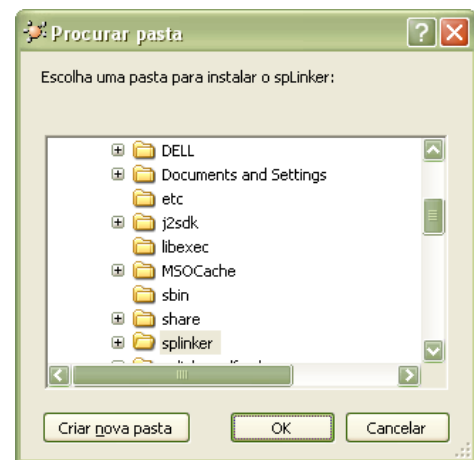 Procurar pasta
Escolha uma pasta para instalar o spLinker:
DELL
Documents and Settings
etc
j2sdk
libexec
MSOCache
sbin
share
splinker
Criar nova pasta OK Cancelar